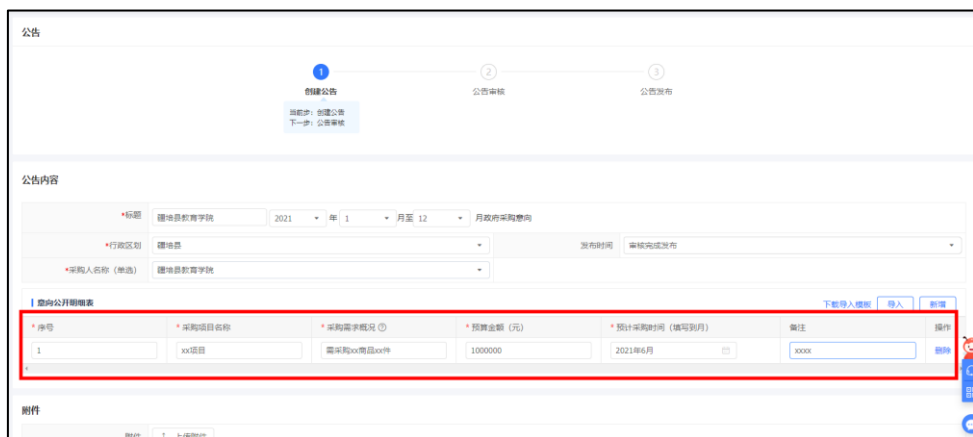 公告
1 2 3
创建公告 公告审核 公告发布
当前步：创建公告
下一步：公告审核
公告内容
*标题 疆培县教育学院 2021 年 1 月至 12 月政府采购意向
*行政区划 疆培县 发布时间 审核完成发布
*采购人名称（单选） 疆培县教育学院
意向公开明细表 下载导入模板 导入 新增
* 序号 * 采购项目名称 * 采购需求概况 * 预算金额（元） * 预计采购时间（填写到月） 备注 操作
1 xx项目 需采购xx商品xx件 1000000 2021年6月 xxxx 删除
附件
附件 上传附件